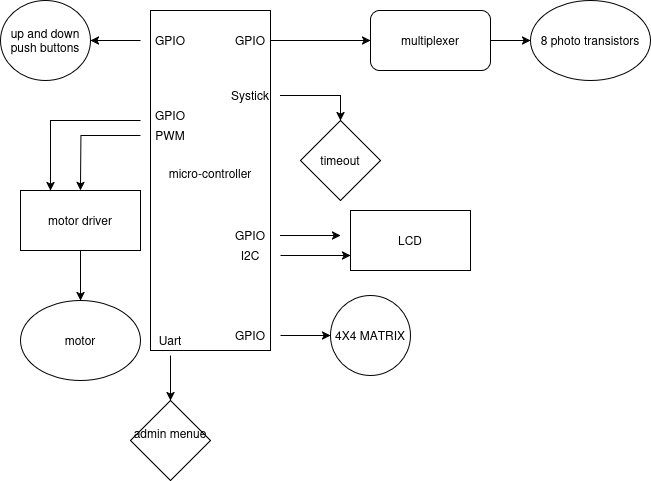 up and down
push buttons
GPIO
GPIO
multiplexer
8 photo transistors
Systick
GPIO
PWM
timeout
micro-controller
motor driver
GPIO
LCD
I2C
motor
Uart
GPIO
4X4 MATRIX
admin menue